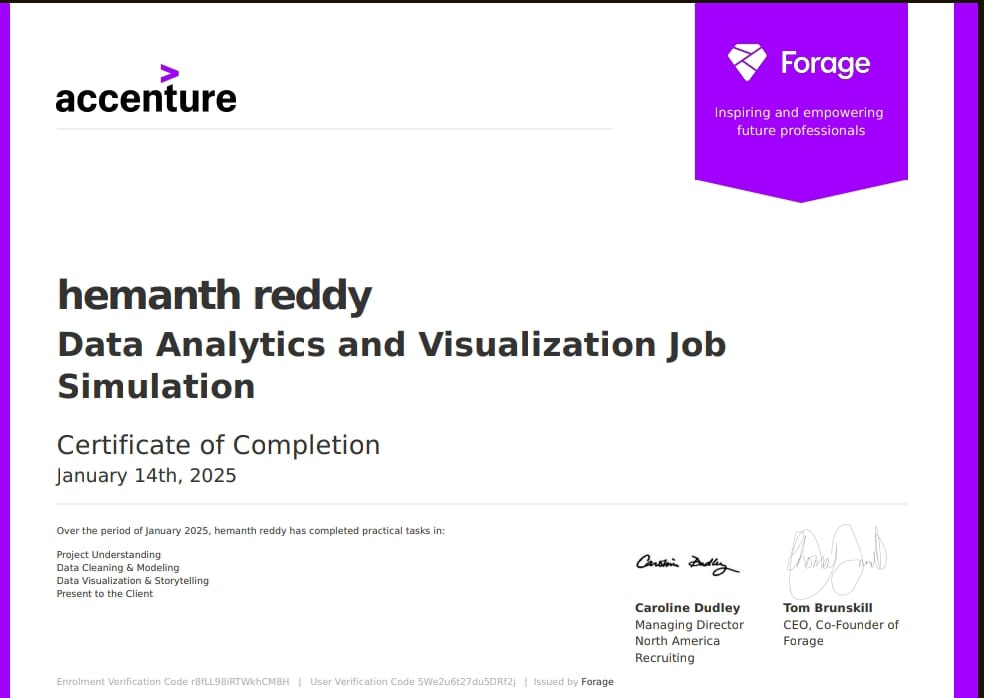 accenture
Forage
Inspiring and empowering
future professionals
hemanth reddy
Data Analytics and Visualization Job
Simulation
Certificate of Completion
January 14th, 2025
Over the period of January 2025, hemanth reddy has completed practical tasks in:
Project Understanding
Data Cleaning & Modeling
Data Visualization & Storytelling
Present to the Client
Caroline Dudley
Caroline Dudley
Managing Director
North America
Recruiting
Tom Brunskill
CEO, Co-Founder of
Forage
Enrolment Verification Code r8fLL98iRTWkhCM8H | User Verification Code 5We2u6t27du5DRf2j | Issued by Forage